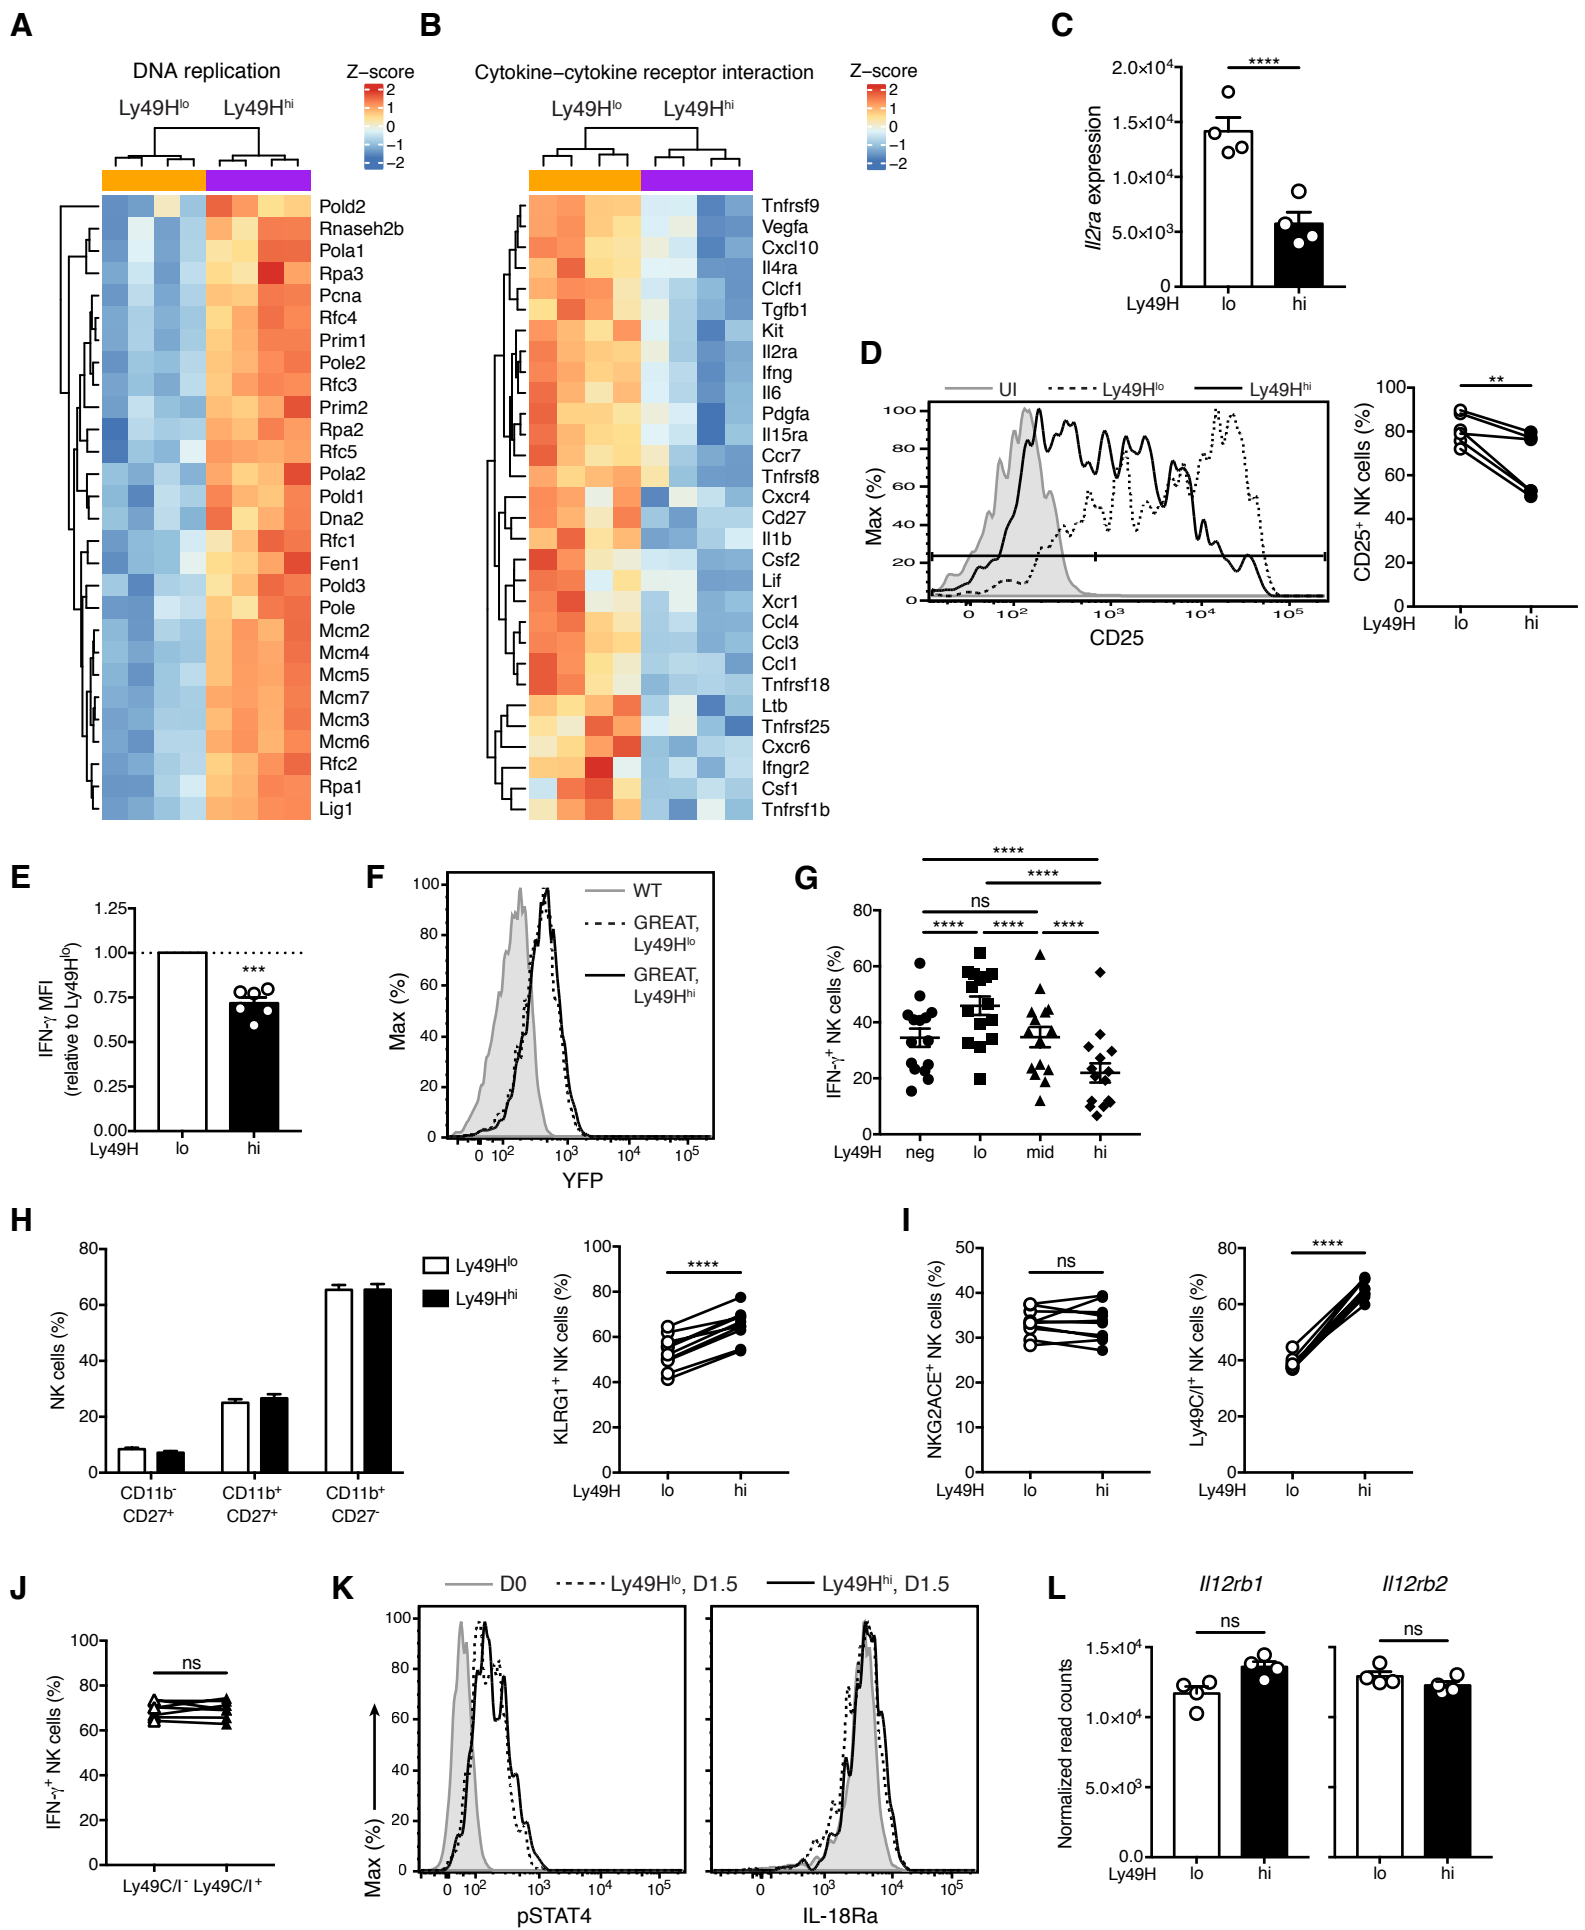 A
DNA replication
Z−score
Ly49Hlo
Ly49Hhi
2
1
0
−1
−2
Pold2
Rnaseh2b
Pola1
Rpa3
Pcna
Rfc4
Prim1
Pole2
Rfc3
Prim2
Rpa2
Rfc5
Pola2
Pold1
Dna2
Rfc1
Fen1
Pold3
Pole
Mcm2
Mcm4
Mcm5
Mcm7
Mcm3
Mcm6
Rfc2
Rpa1
Lig1
B
Cytokine−cytokine receptor interaction
Z−score
Ly49Hlo
Ly49Hhi
2
1
0
−1
−2
Tnfrsf9
Vegfa
Cxcl10
Il4ra
Clcf1
Tgfb1
Kit
Il2ra
Ifng
Il6
Pdgfa
Il15ra
Ccr7
Tnfrsf8
Cxcr4
Cd27
Il1b
Csf2
Lif
Xcr1
Ccl4
Ccl3
Ccl1
Tnfrsf18
Ltb
Tnfrsf25
Cxcr6
Ifngr2
Csf1
Tnfrsf1b
C
Il2ra expression
2.0×10⁴
1.5×10⁴
1.0×10⁴
5.0×10³
0
****
Ly49H
lo
hi
D
UI
Ly49Hlo
Ly49Hhi
Max (%)
100
80
60
40
20
0
0
10²
10³
10⁴
10⁵
CD25
CD25⁺ NK cells (%)
100
80
60
40
20
0
**
Ly49H
lo
hi
E
IFN-γ MFI
(relative to Ly49Hlo)
1.25
1.00
0.75
0.50
0.25
0.00
***
Ly49H
lo
hi
F
Max (%)
100
80
60
40
20
0
WT
GREAT,
Ly49Hlo
GREAT,
Ly49Hhi
0
10²
10³
10⁴
10⁵
YFP
G
IFN-γ⁺ NK cells (%)
80
60
40
20
0
****
****
ns
****
****
****
Ly49H
neg
lo
mid
hi
H
NK cells (%)
80
60
40
20
0
CD11b-
CD27+
CD11b+
CD27+
CD11b+
CD27-
Ly49Hlo
Ly49Hhi
KLRG1⁺ NK cells (%)
100
80
60
40
20
0
****
Ly49H
lo
hi
I
NKG2ACE⁺ NK cells (%)
50
40
30
20
10
0
ns
Ly49H
lo
hi
Ly49C/I⁺ NK cells (%)
80
60
40
20
0
****
Ly49H
lo
hi
J
IFN-γ⁺ NK cells (%)
100
80
60
40
20
0
ns
Ly49C/I⁻ Ly49C/I⁺
K
D0
Ly49Hlo, D1.5
Ly49Hhi, D1.5
Max (%)
100
80
60
40
20
0
0
10²
10³
10⁴
10⁵
pSTAT4
0
10³
10⁴
10⁵
IL-18Ra
L
Il12rb1
Il12rb2
Normalized read counts
1.5×10⁴
1.0×10⁴
5.0×10³
0.0
ns
ns
Ly49H
lo
hi
lo
hi